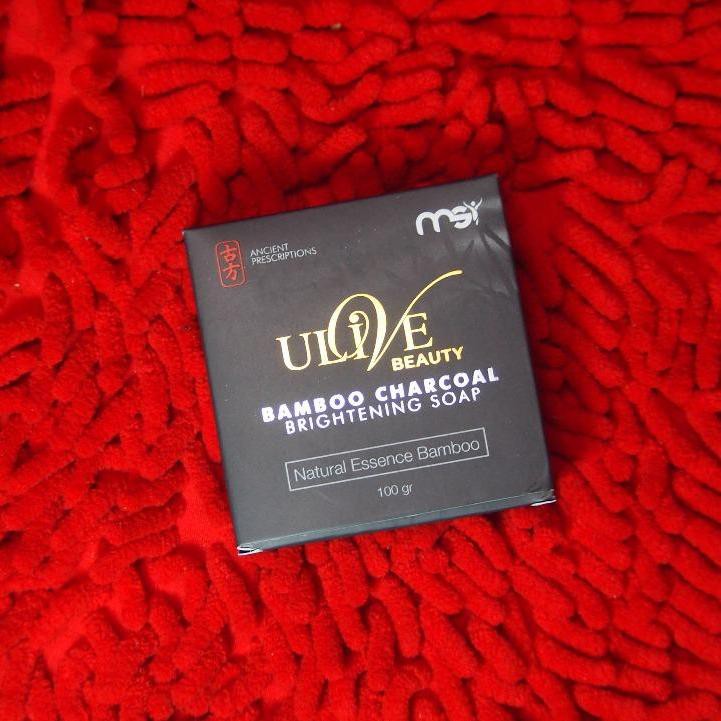 古方
ANCIENT
PRESCRIPTIONS
msi
ULIVE
BEAUTY
BAMBOO CHARCOAL
BRIGHTENING SOAP
Natural Essence Bamboo
100 gr